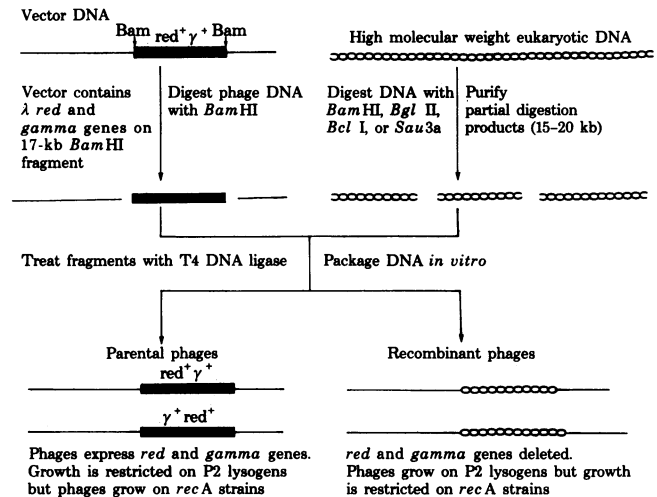 Vector DNA
Bam red+ γ + Bam
High molecular weight eukaryotic DNA
Vector contains
λ red and
gamma genes on
17-kb BamHI
fragment
Digest phage DNA
with BamHI
Digest DNA with
BamHI, Bgl II,
Bcl I, or Sau3a
Purify
partial digestion
products (15–20 kb)
Treat fragments with T4 DNA ligase
Package DNA in vitro
Parental phages
red+ γ+
γ+ red+
Phages express red and gamma genes.
Growth is restricted on P2 lysogens
but phages grow on recA strains
Recombinant phages
red and gamma genes deleted.
Phages grow on P2 lysogens but growth
is restricted on recA strains